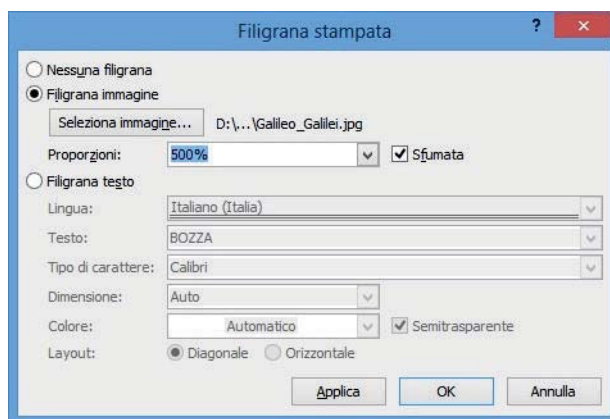 Filigrana stampata ?
Nessuna filigrana
Filigrana immagine
Seleziona immagine... D:\...\Galileo_Galilei.jpg
Proporzioni: 500% Sfumata
Filigrana testo
Lingua: Italiano (Italia)
Testo: BOZZA
Tipo di carattere: Calibri
Dimensione: Auto
Colore: Automatico Semitrasparente
Layout: Diagonale Orizzontale
Applica OK Annulla